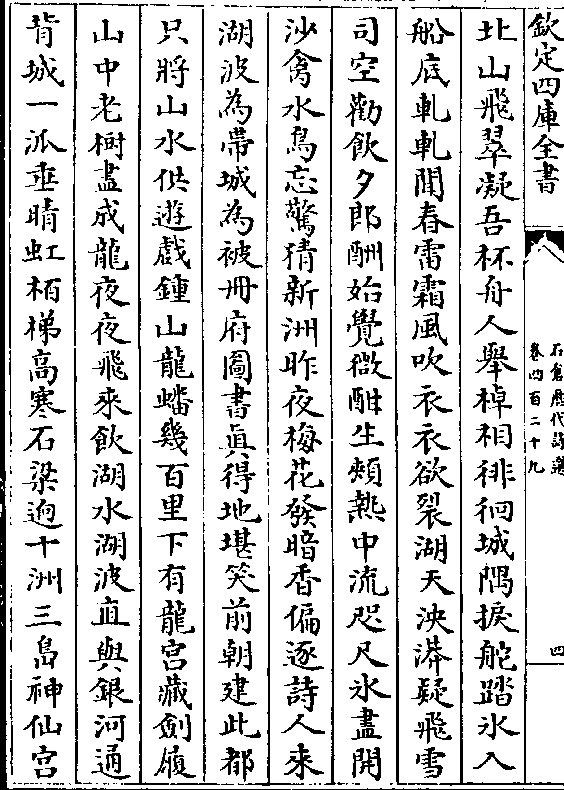 欽定四庫全書
石倉歷代詩選
卷四百二十九
四
北山飛翠凝吾杯舟人舉棹相徘徊城隅捩舵踏氷入
船底軋軋聞春雷霜風吹衣衣欲裂湖天泱漭疑飛雪
司空勸飲夕郎酬始覺微酣生頰熱中流咫尺氷盡開
沙禽水鳥忘驚猜新洲昨夜梅花發暗香偏逐詩人來
湖波為帶城為被冊府圖書真得地堪笑前朝建此都
只將山水供遊戲鍾山龍蟠幾百里下有龍宮藏劍履
山中老樹盡成龍夜夜飛來飲湖水湖波直與銀河通
背城一派垂晴虹栢梯高寒石梁迥十洲三島神仙宮